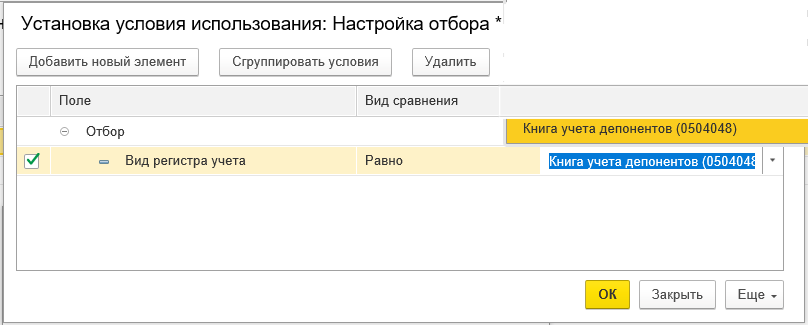 Установка условия использования: Настройка отбора *
Добавить новый элемент
Сгруппировать условия
Удалить
Поле
Вид сравнения
Отбор
Книга учета депонентов (0504048)
Вид регистра учета
Равно
Книга учета депонентов (0504048
ОК
Закрыть
Еще